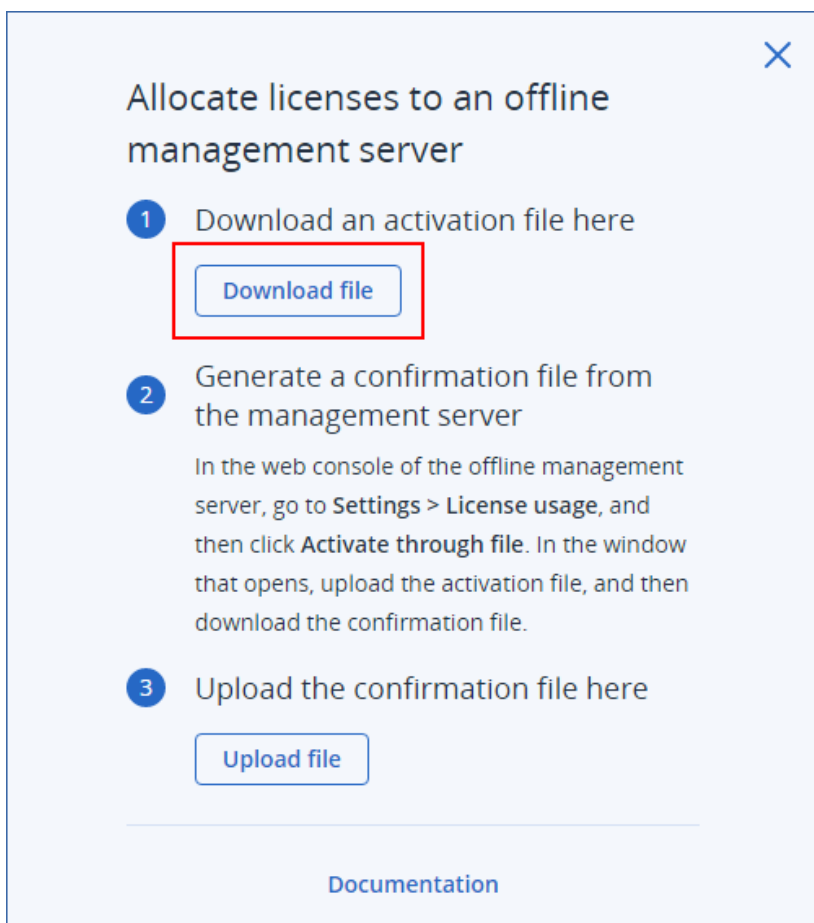 Allocate licenses to an offline
management server
1 Download an activation file here
Download file
2 Generate a confirmation file from
the management server
In the web console of the offline management
server, go to Settings > License usage, and
then click Activate through file. In the window
that opens, upload the activation file, and then
download the confirmation file.
3 Upload the confirmation file here
Upload file
Documentation